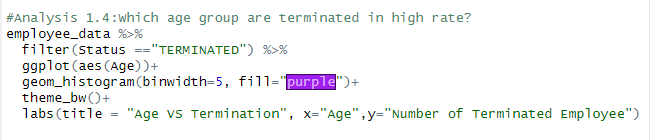 #Analysis 1.4:Which age group are terminated in high rate?
employee_data %>%
  filter(Status =="TERMINATED") %>%
  ggplot(aes(Age))+
  geom_histogram(binwidth=5, fill="purple")+
  theme_bw()+
  labs(title = "Age VS Termination", x="Age",y="Number of Terminated Employee")